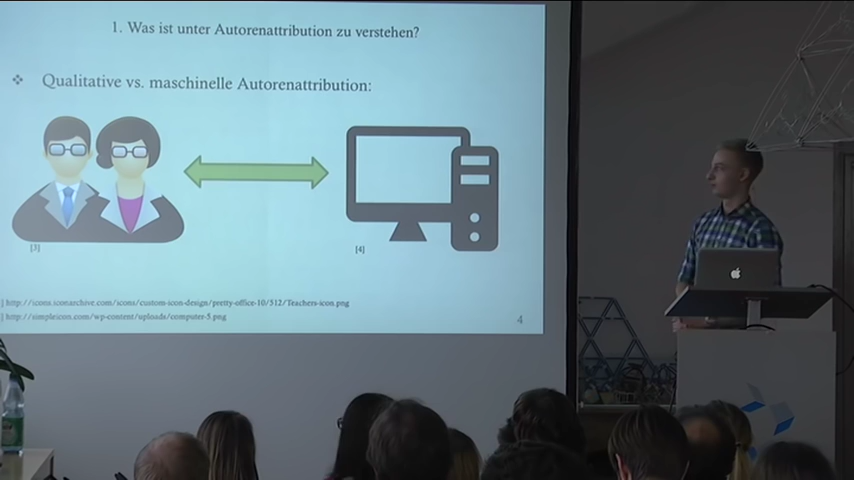 1. Was ist unter Autorenattribution zu verstehen?
❖ Qualitative vs. maschinelle Autorenattribution:
[3]
[4]
] http://icons.iconarchive.com/icons/custom-icon-design/pretty-office-10/512/Teachers-icon.png
] http://simpleicon.com/wp-content/uploads/computer-5.png
4